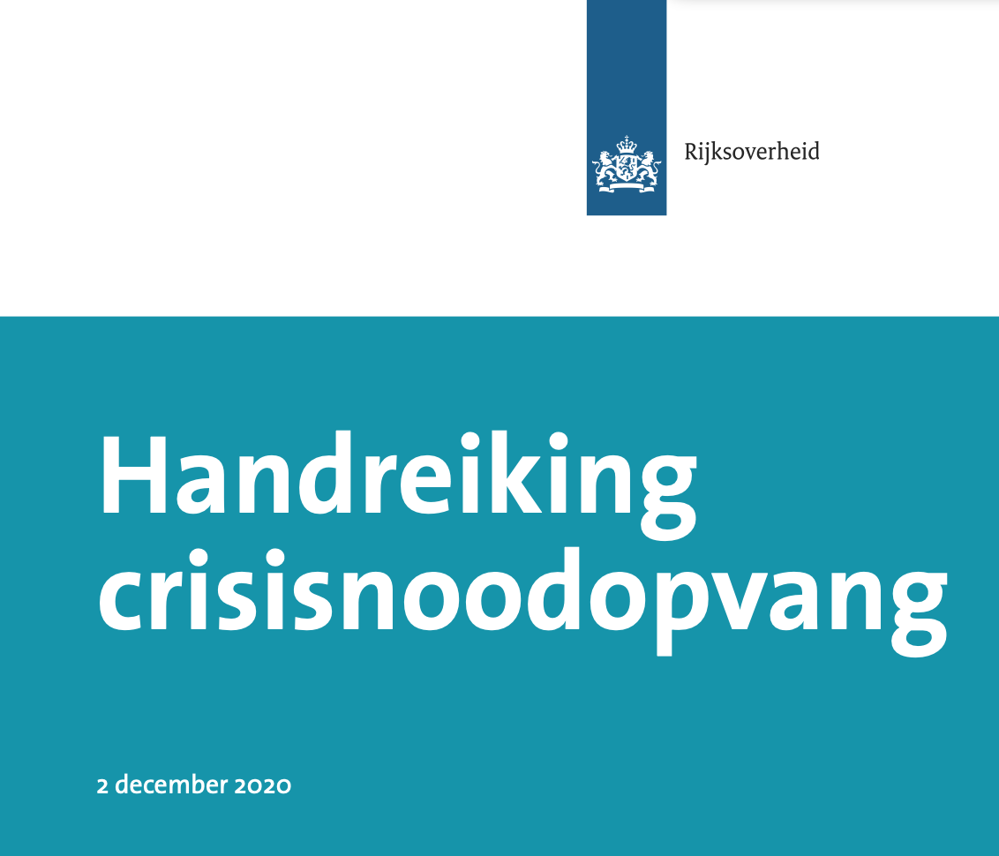 Rijksoverheid
Handreiking
crisisnoodopvang
2 december 2020